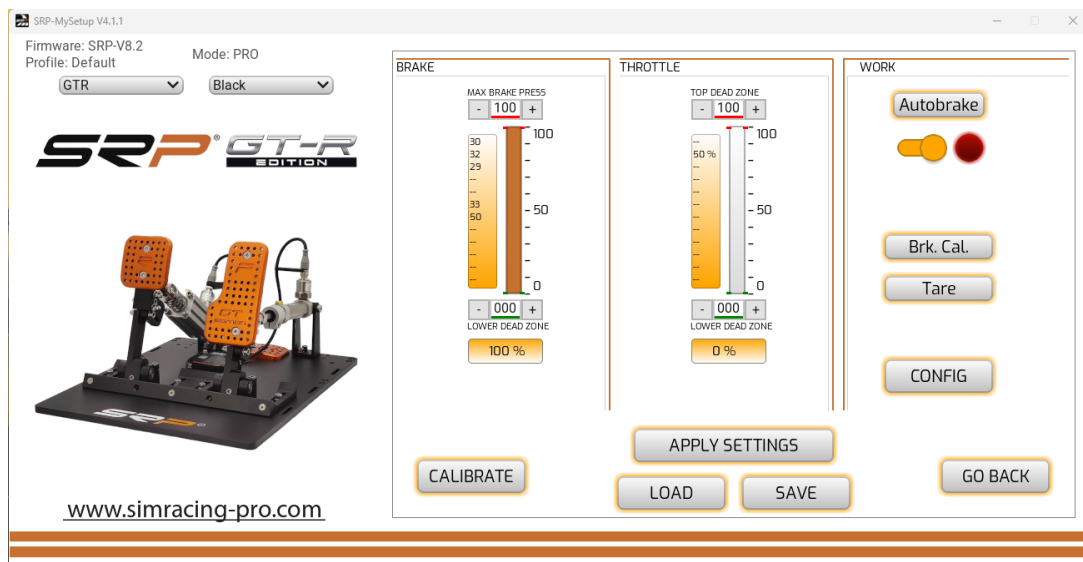 SRP-MySetup V4.1.1
Firmware: SRP-V8.2
Profile: Default
Mode: PRO
GTR
Black
SRP® GT-R
EDITION
www.simracing-pro.com
BRAKE
MAX BRAKE PRESS
- 100 +
30
32
29
--
--
33
50
--
--
--
--
100
50
0
- 000 +
LOWER DEAD ZONE
100 %
THROTTLE
TOP DEAD ZONE
- 100 +
--
50 %
--
--
--
--
--
--
--
--
--
--
100
50
0
- 000 +
LOWER DEAD ZONE
0 %
WORK
Autobrake
Brk. Cal.
Tare
CONFIG
APPLY SETTINGS
CALIBRATE
LOAD
SAVE
GO BACK
F
F
GT
EDITION
SRP